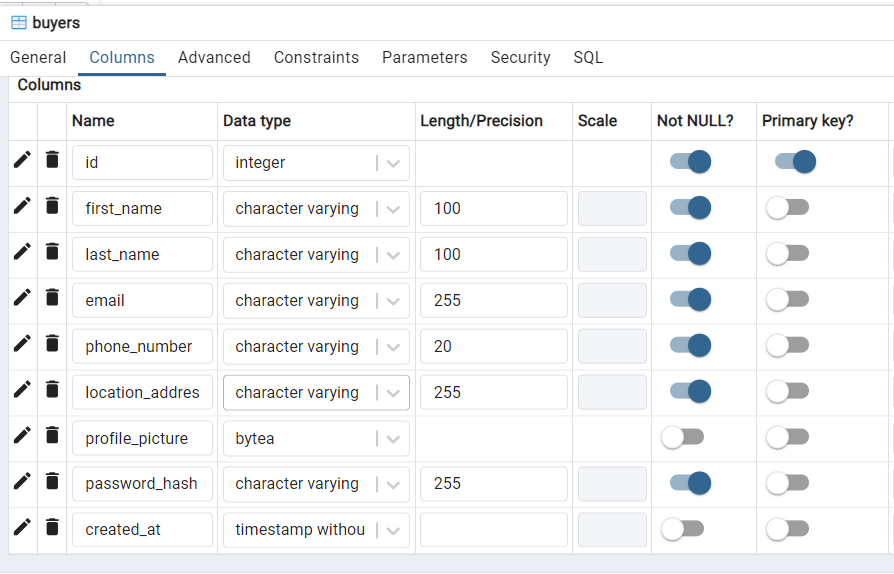 buyers
General Columns Advanced Constraints Parameters Security SQL
Columns
Name Data type Length/Precision Scale Not NULL? Primary key?
id integer
first_name character varying 100
last_name character varying 100
email character varying 255
phone_number character varying 20
location_addres character varying 255
profile_picture bytea
password_hash character varying 255
created_at timestamp withou